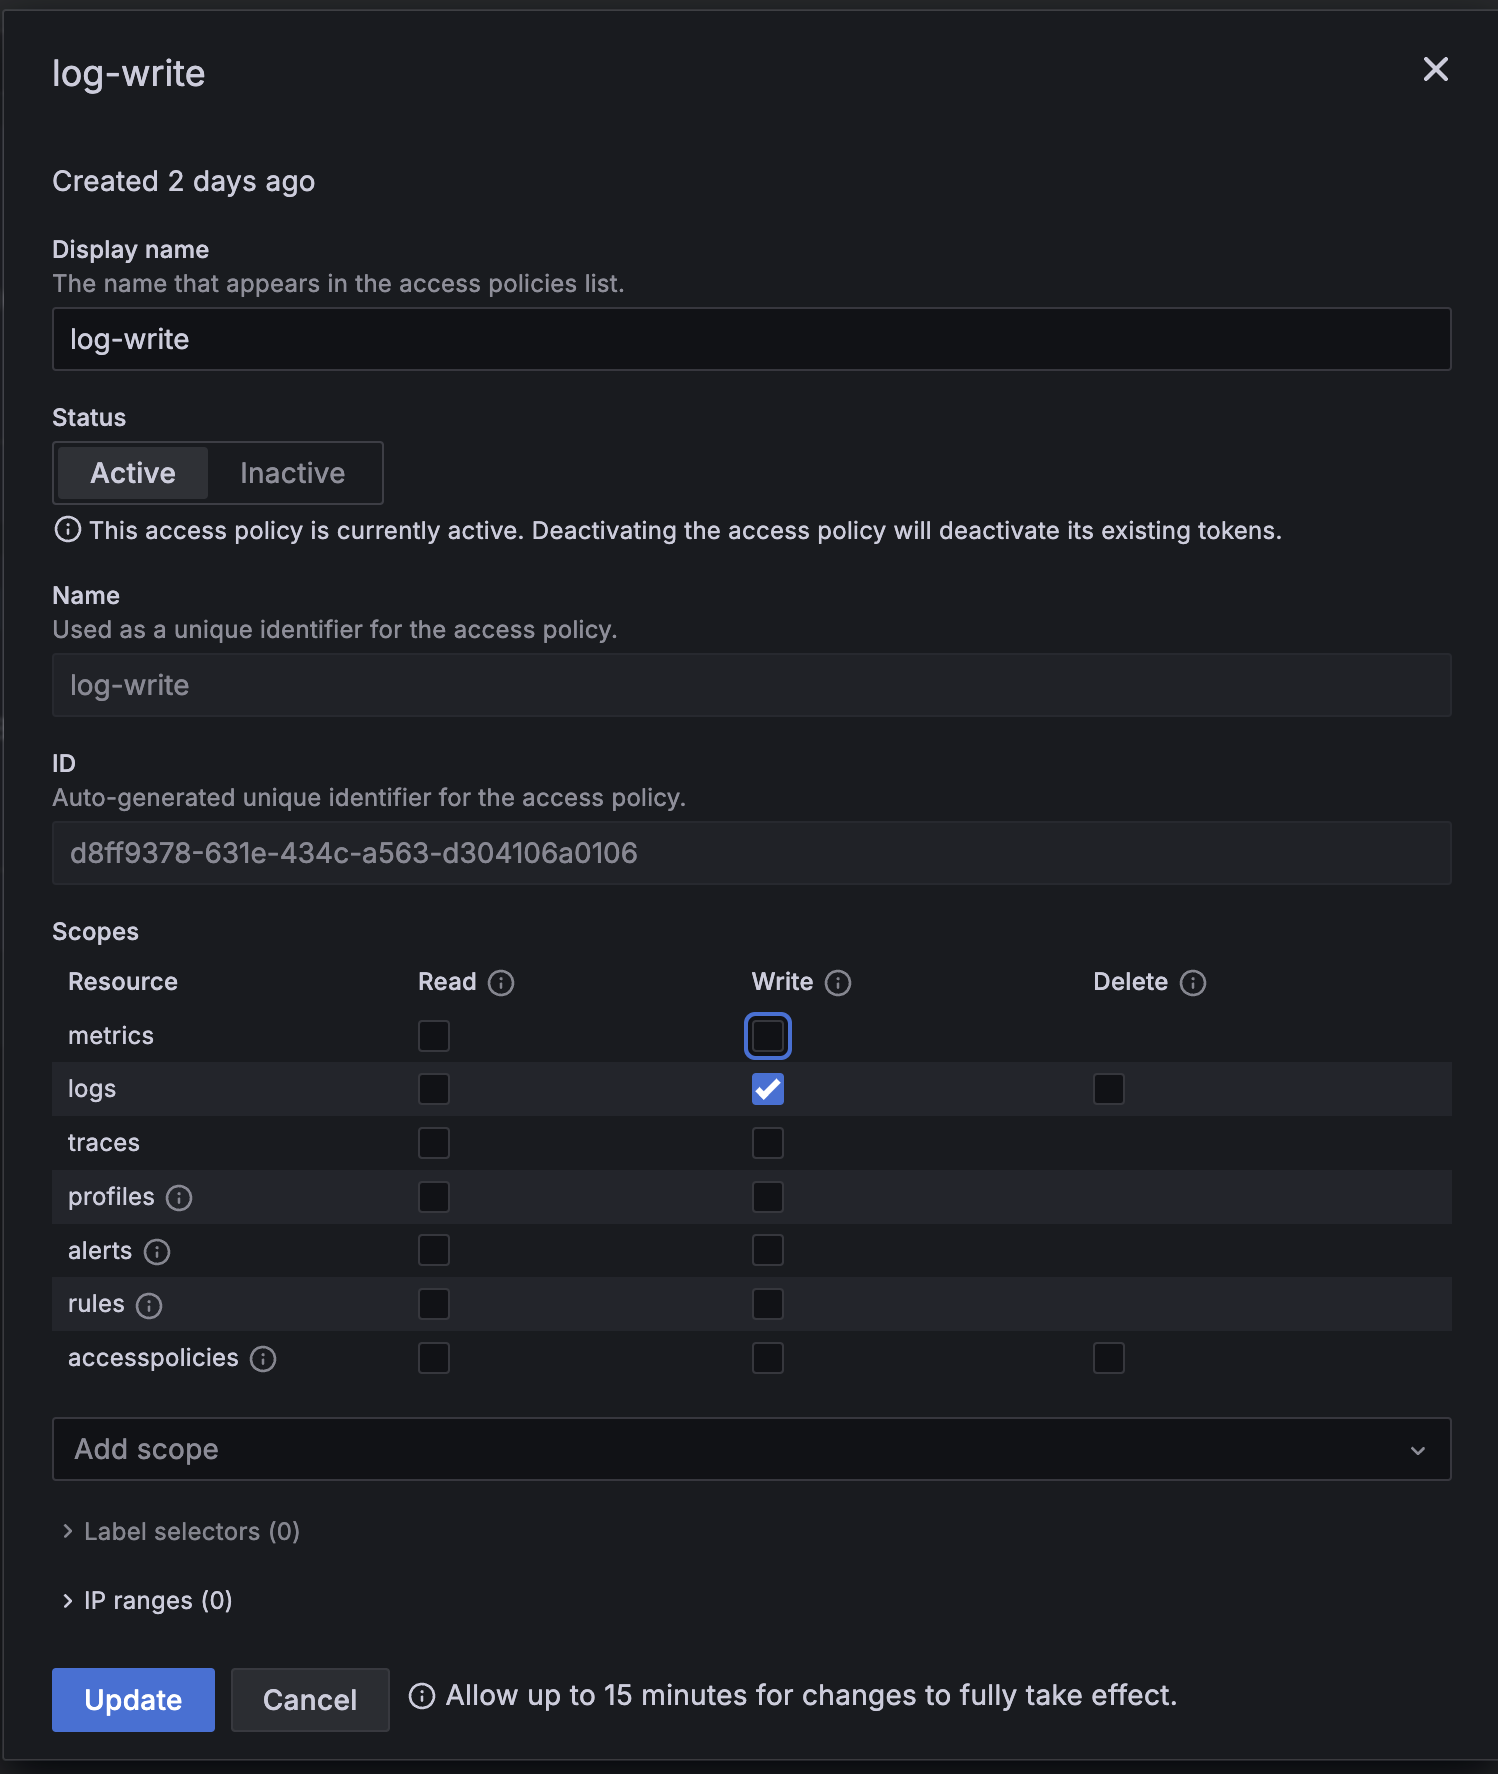 log-write
Created 2 days ago
Display name
The name that appears in the access policies list.
log-write
Status
Active Inactive
This access policy is currently active. Deactivating the access policy will deactivate its existing tokens.
Name
Used as a unique identifier for the access policy.
log-write
ID
Auto-generated unique identifier for the access policy.
d8ff9378-631e-434c-a563-d304106a0106
Scopes
Resource Read Write Delete
metrics
logs
traces
profiles
alerts
rules
accesspolicies
Add scope
Label selectors (0)
IP ranges (0)
Update Cancel Allow up to 15 minutes for changes to fully take effect.